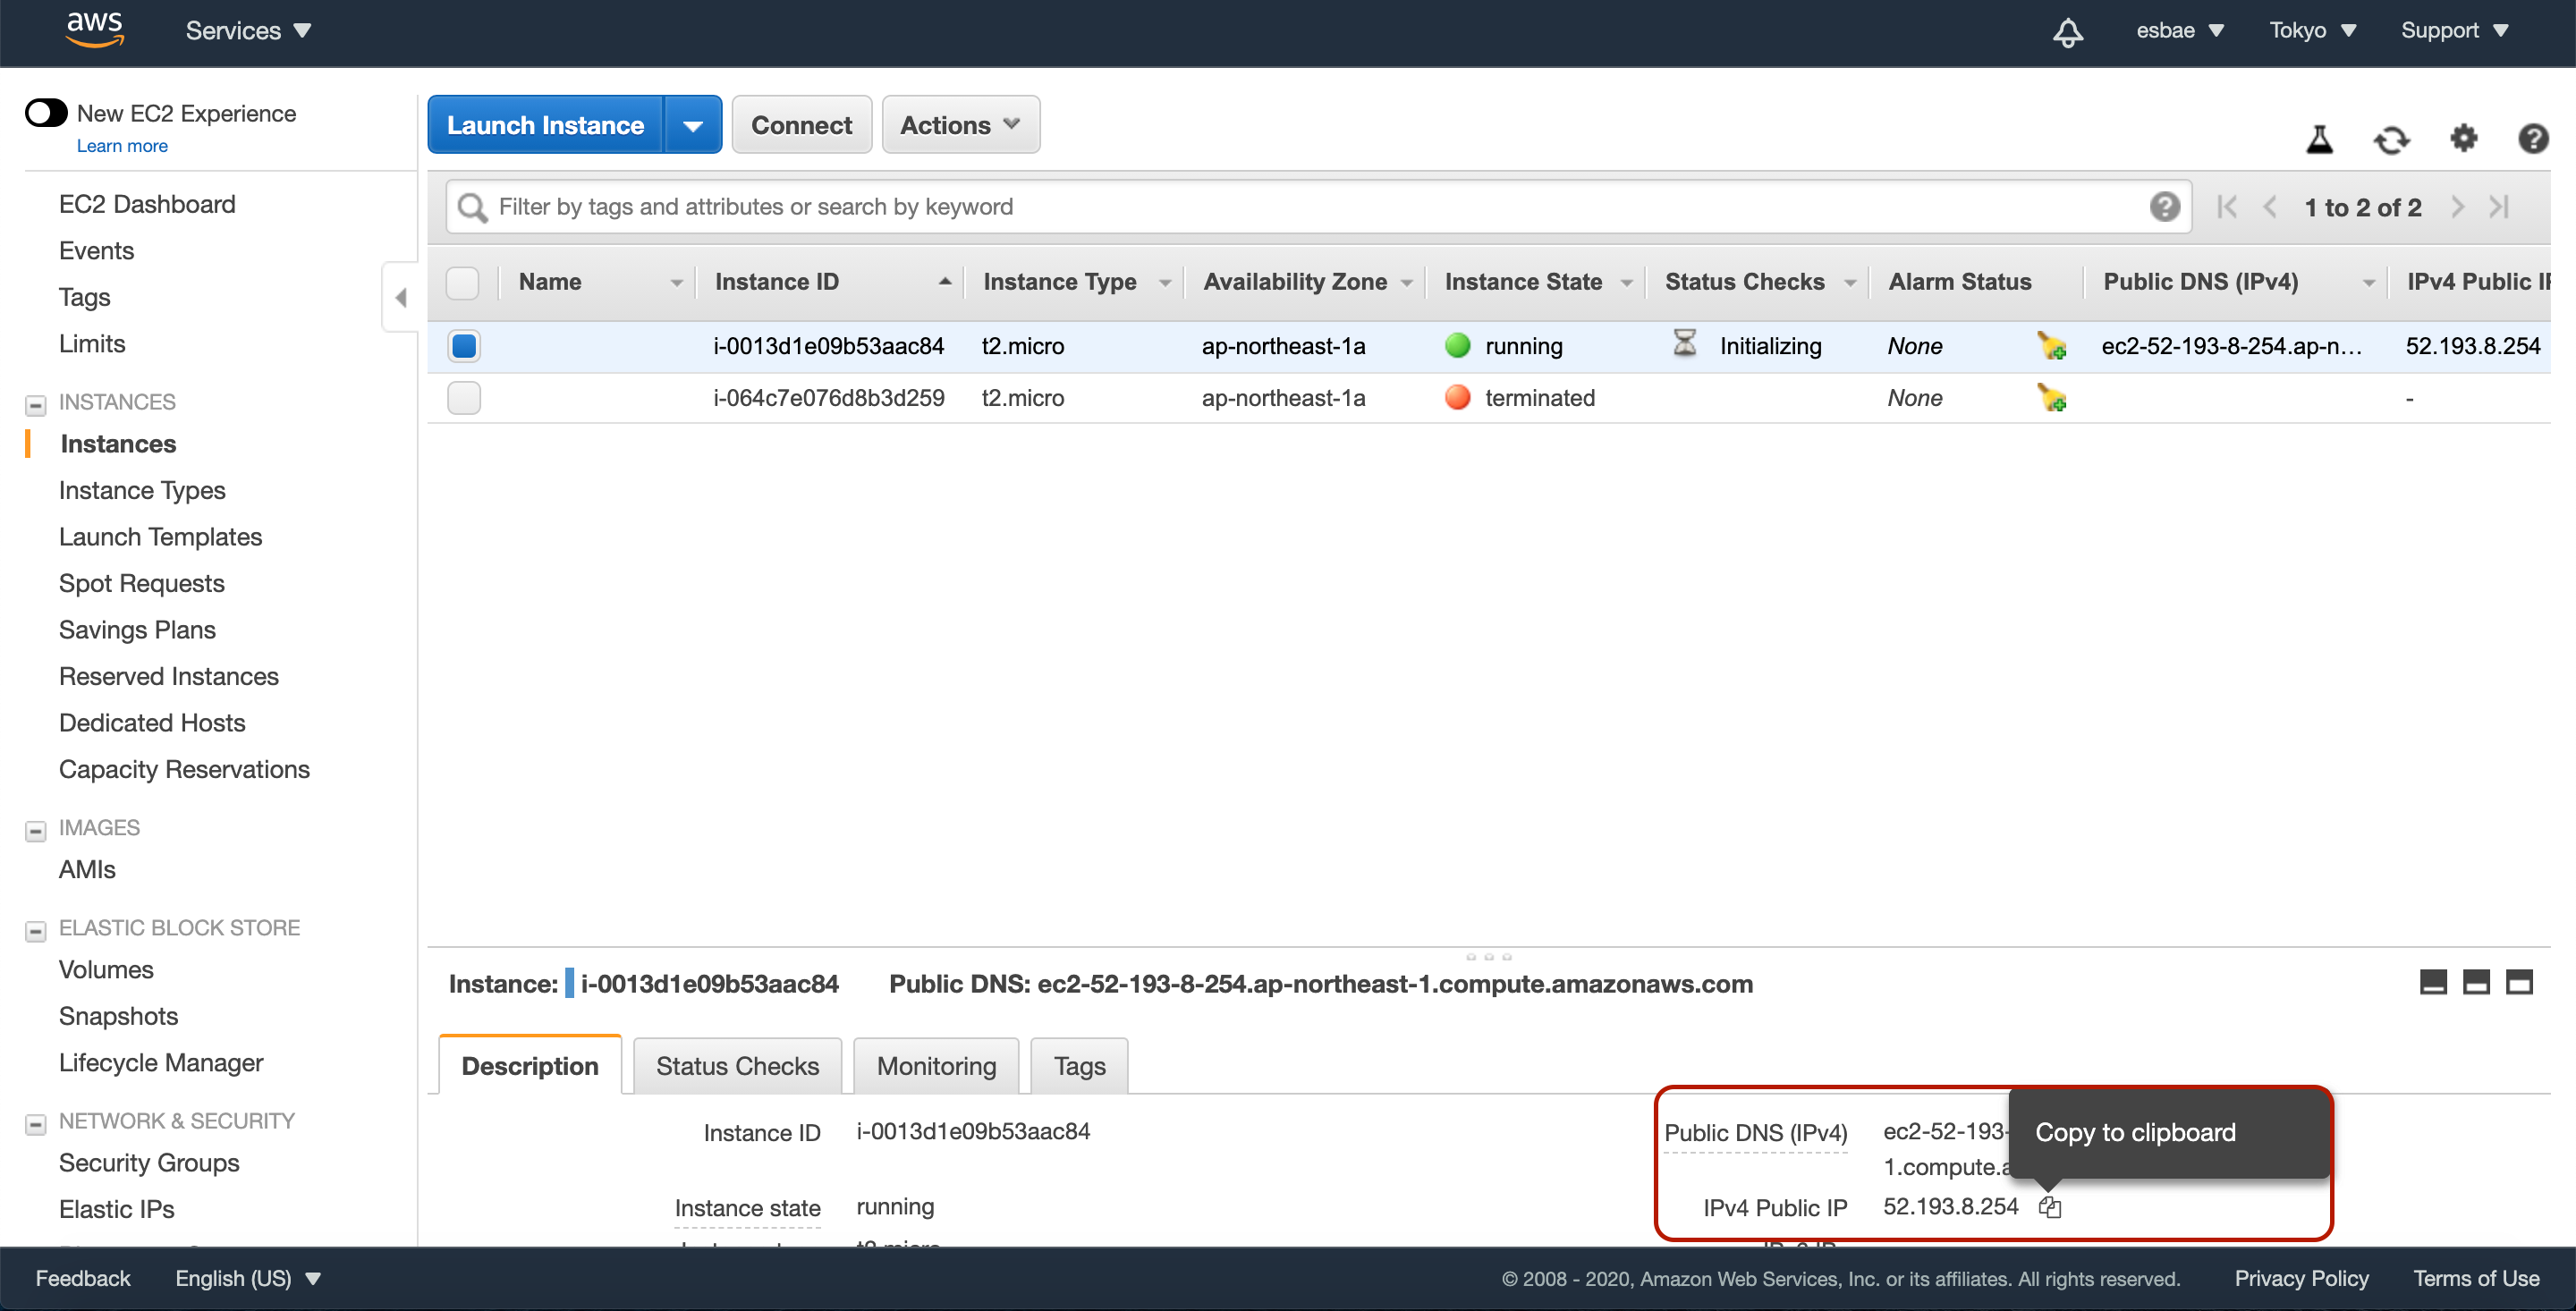 aws Services esbae Tokyo Support
New EC2 Experience
Learn more
Launch Instance Connect Actions
Filter by tags and attributes or search by keyword 1 to 2 of 2
Name Instance ID Instance Type Availability Zone Instance State Status Checks Alarm Status Public DNS (IPv4) IPv4 Public IP
i-0013d1e09b53aac84 t2.micro ap-northeast-1a running Initializing None ec2-52-193-8-254.ap-n... 52.193.8.254
i-064c7e076d8b3d259 t2.micro ap-northeast-1a terminated None -
EC2 Dashboard
Events
Tags
Limits
INSTANCES
Instances
Instance Types
Launch Templates
Spot Requests
Savings Plans
Reserved Instances
Dedicated Hosts
Capacity Reservations
IMAGES
AMIs
ELASTIC BLOCK STORE
Volumes
Snapshots
Lifecycle Manager
NETWORK & SECURITY
Security Groups
Elastic IPs
Instance: i-0013d1e09b53aac84 Public DNS: ec2-52-193-8-254.ap-northeast-1.compute.amazonaws.com
Description Status Checks Monitoring Tags
Instance ID i-0013d1e09b53aac84 Public DNS (IPv4) ec2-52-193-
1.compute.a
Copy to clipboard
Instance state running IPv4 Public IP 52.193.8.254
Feedback English (US) © 2008 - 2020, Amazon Web Services, Inc. or its affiliates. All rights reserved. Privacy Policy Terms of Use